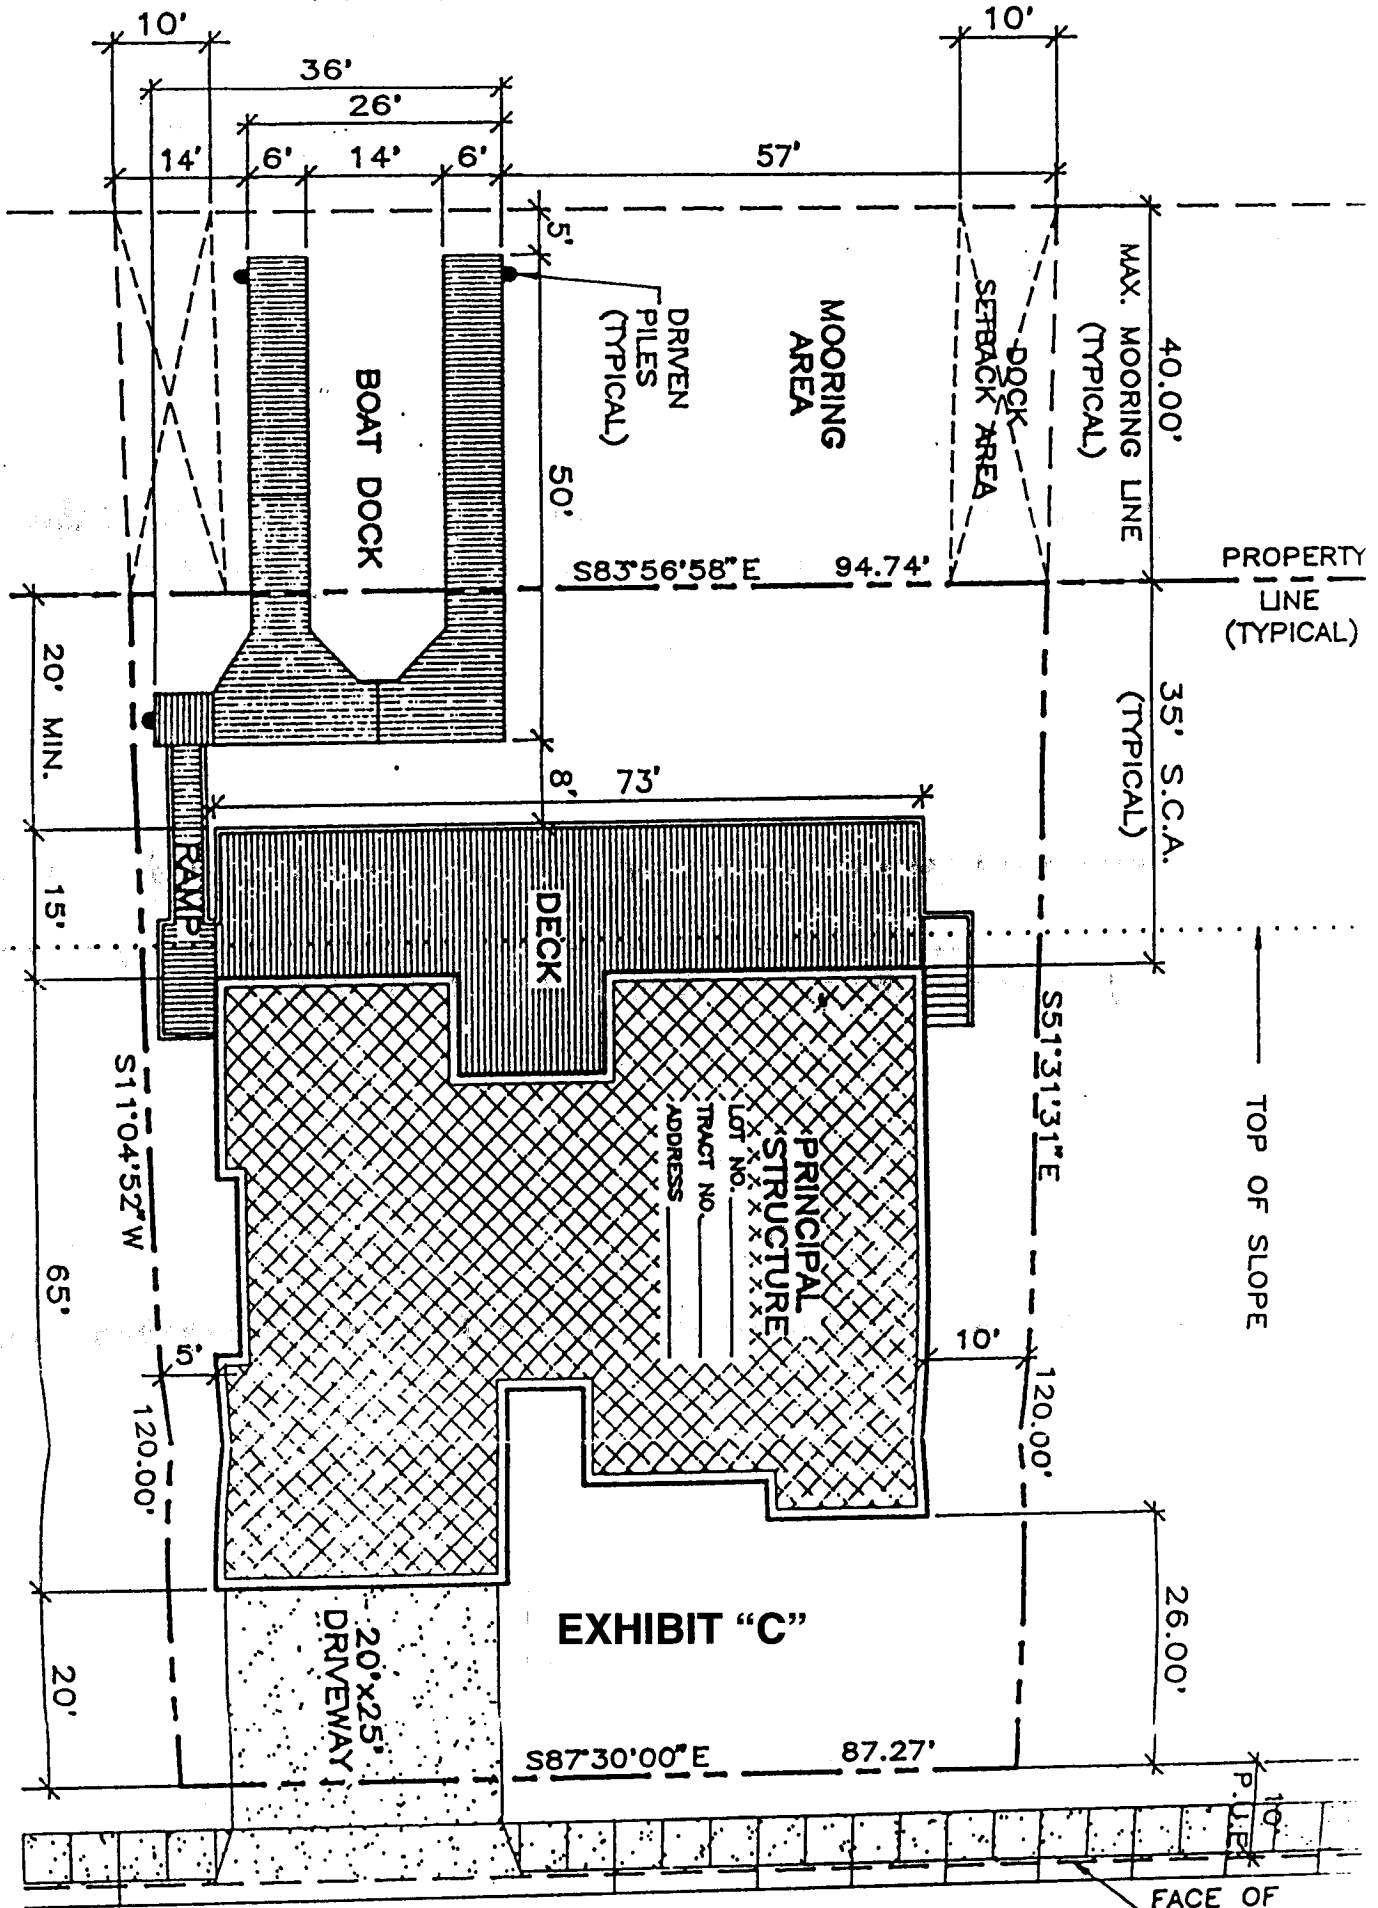 10'
10'
36'
26'
14'
6'
14'
6'
57'
5'
DRIVEN
PILES
(TYPICAL)
MOORING
AREA
DOCK
SETBACK AREA
MAX. MOORING LINE
(TYPICAL)
40.00'
BOAT DOCK
50'
S83°56'58"E
94.74'
PROPERTY
LINE
(TYPICAL)
20' MIN.
35' S.C.A.
(TYPICAL)
8'
73'
RAMP
15'
DECK
S11°04'52"W
S51°31'31"E
TOP OF SLOPE
PRINCIPAL
STRUCTURE
LOT NO.
TRACT NO.
ADDRESS
65'
5'
10'
120.00'
120.00'
26.00'
EXHIBIT “C”
20'x25'
DRIVEWAY
20'
S87°30'00"E
87.27'
10'
P.U.E.
FACE OF